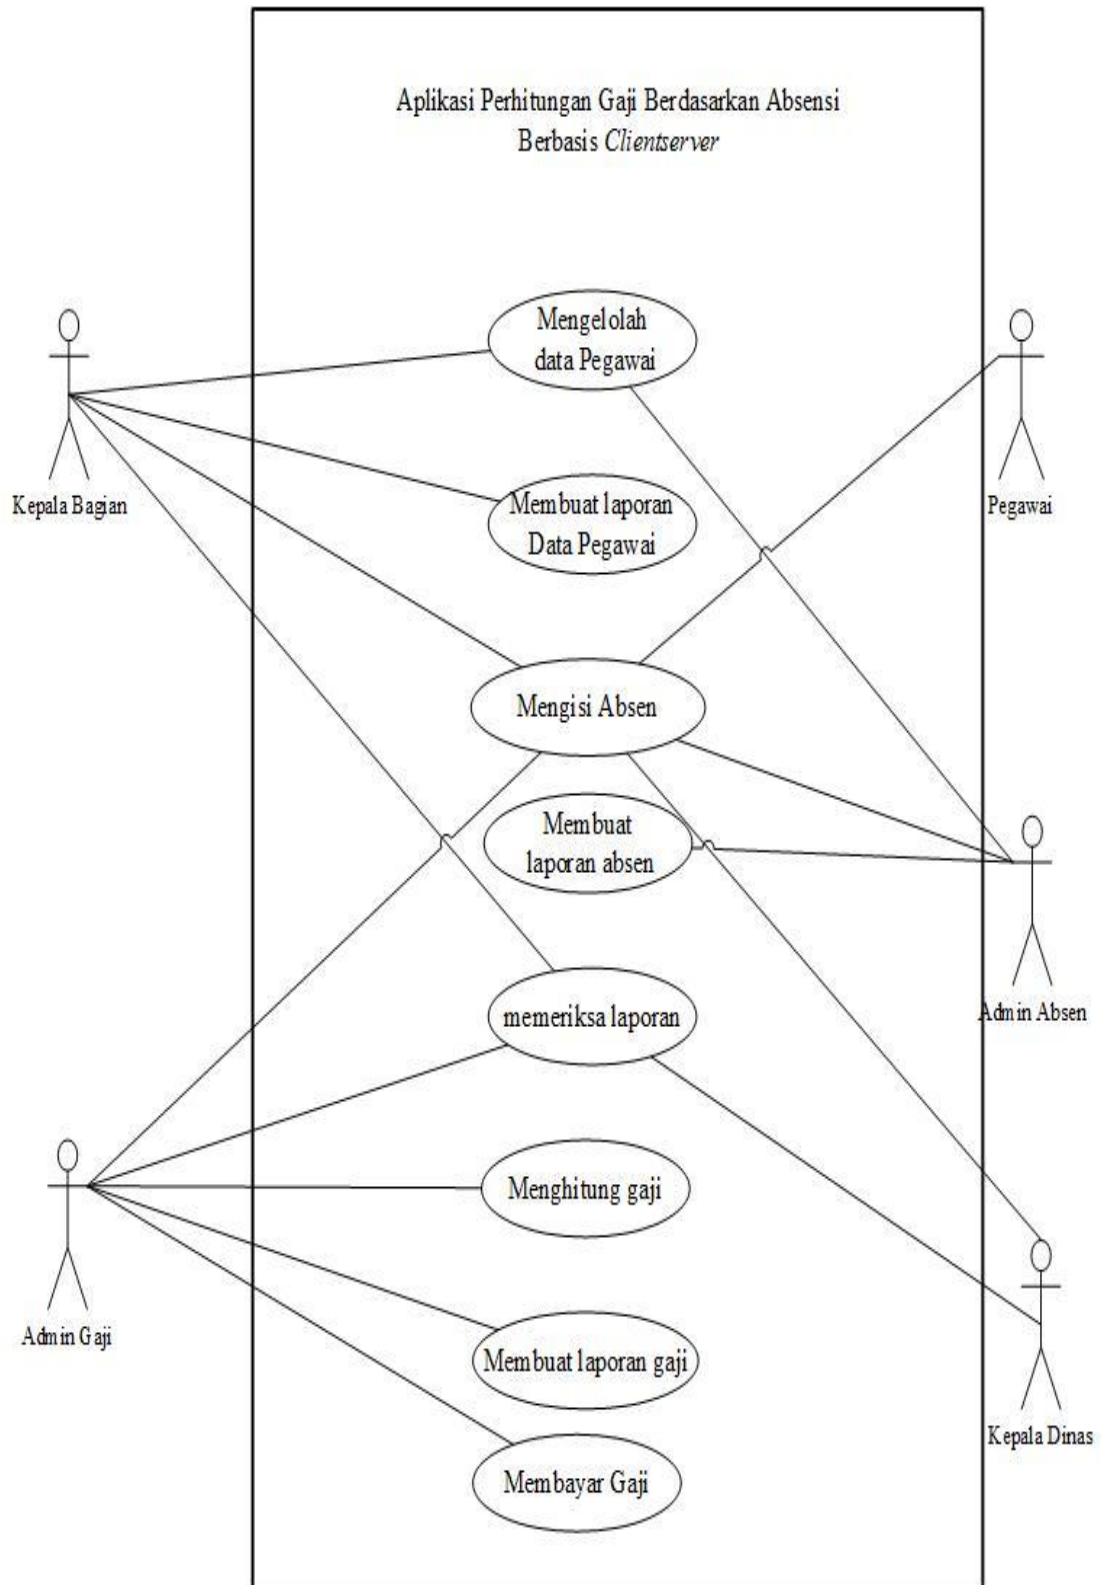 Aplikasi Perhitungan Gaji Berdasarkan Absensi
Berbasis Clientserver
Mengelolah
data Pegawai
Kepala Bagian
Pegawai
Membuat laporan
Data Pegawai
Mengisi Absen
Membuat
laporan absen
Admin Absen
memeriksa laporan
Menghitung gaji
Admin Gaji
Membuat laporan gaji
Kepala Dinas
Membayar Gaji